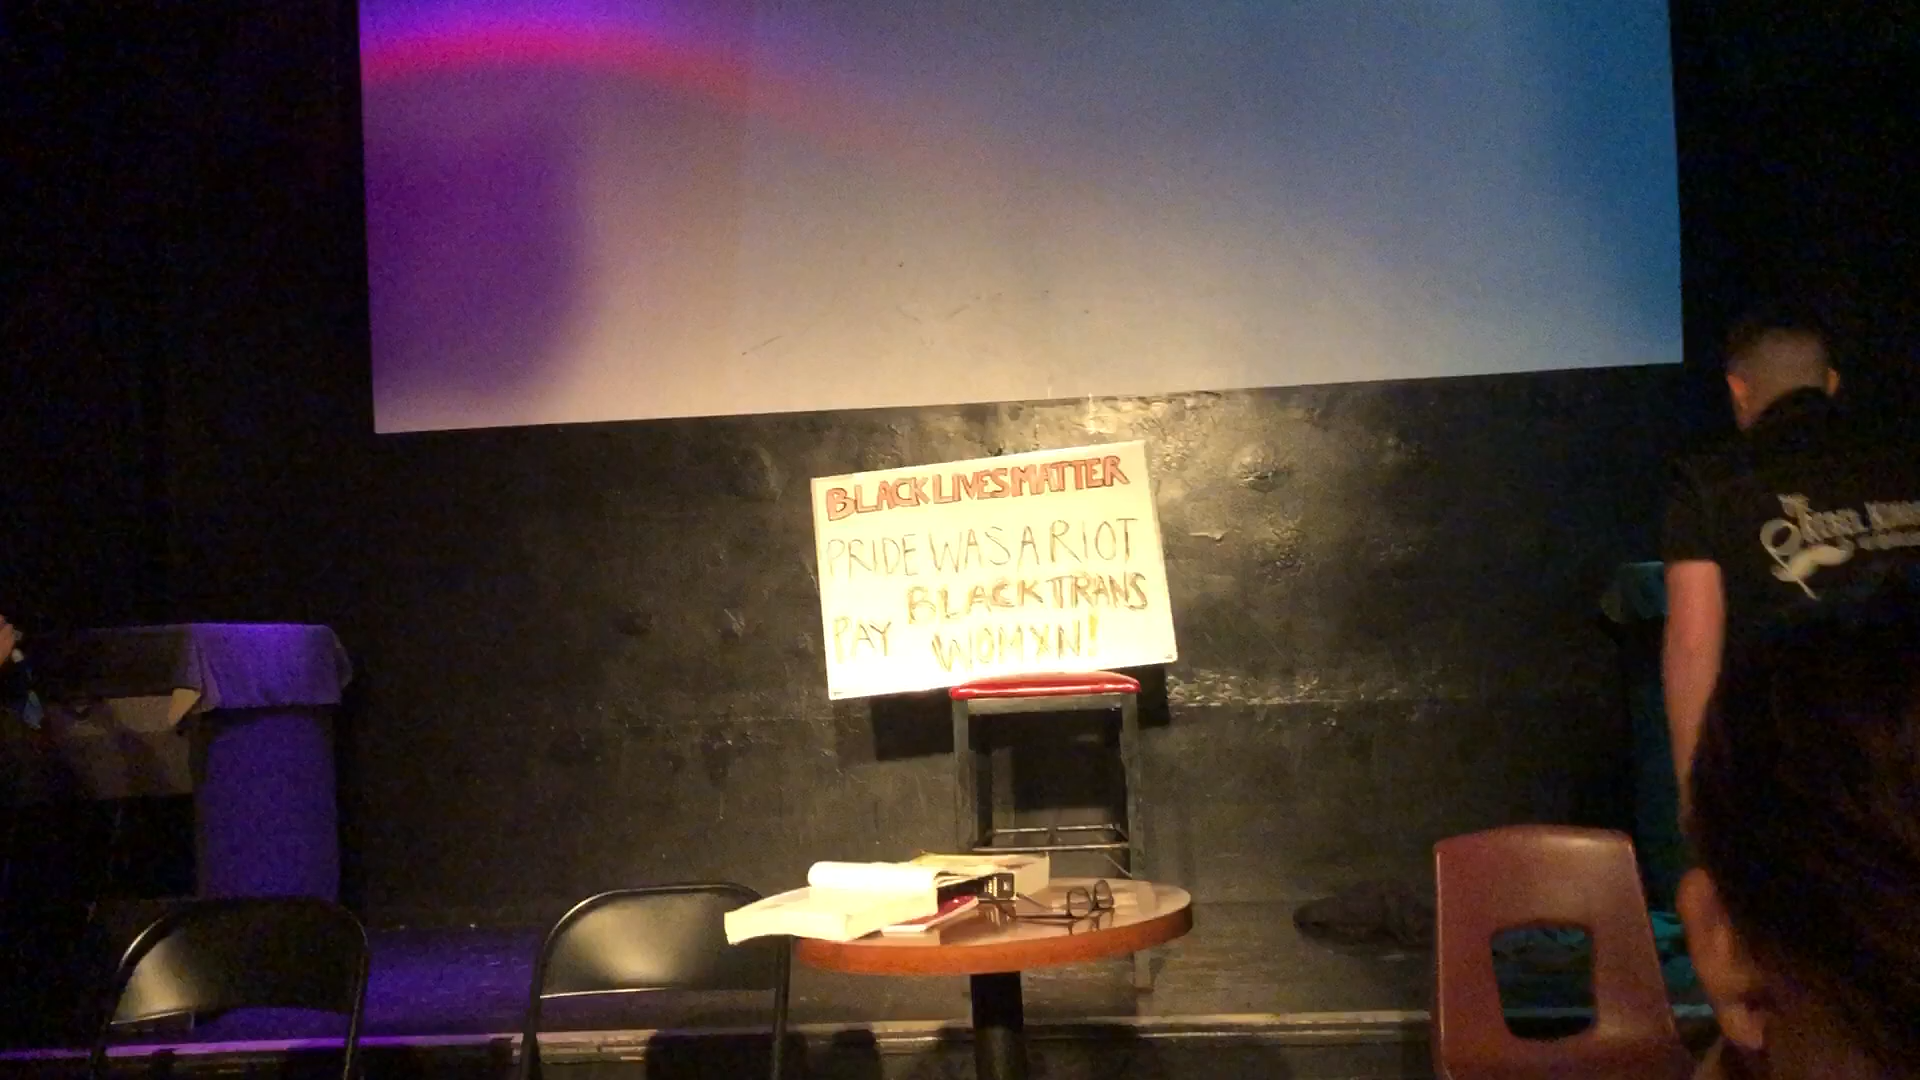 BLACK LIVES MATTER
PRIDE WAS A RIOT
PAY BLACK TRANS
WOMXN!